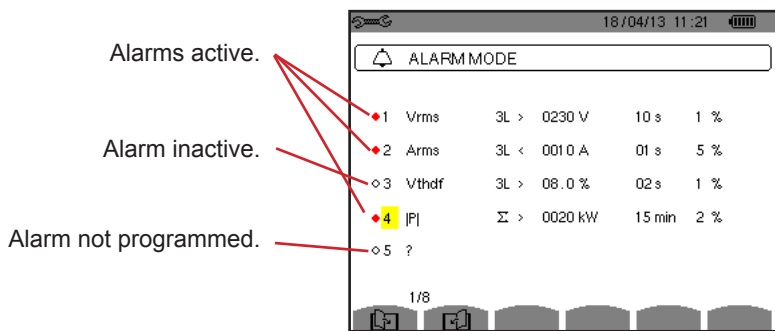 18/04/13 11:21
Alarms active.
ALARM MODE
1 Vrms 3L > 0230 V 10 s 1 %
2 Arms 3L < 0010 A 01 s 5 %
Alarm inactive.
3 Vthdf 3L > 08.0 % 02 s 1 %
4 |P| Σ > 0020 kW 15 min 2 %
Alarm not programmed.
5 ?
1/8